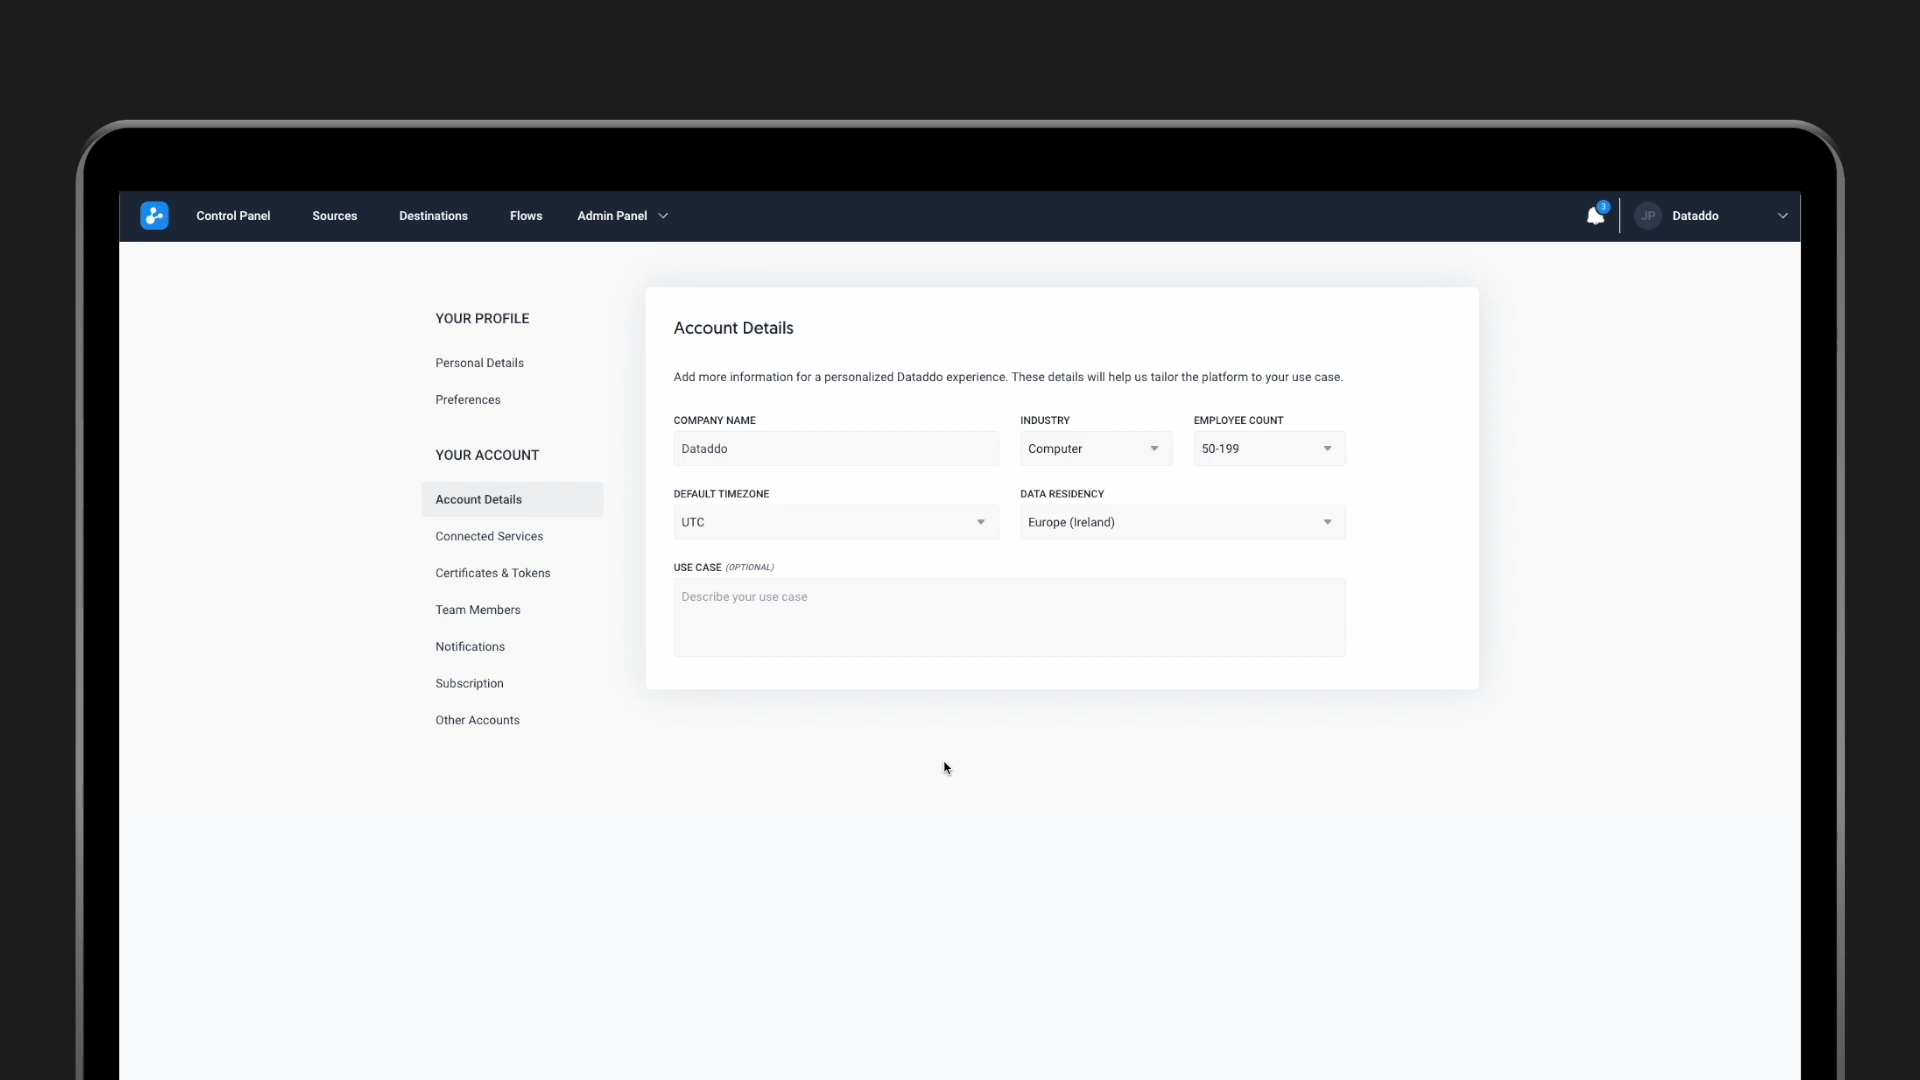 Control Panel
Sources
Destinations
Flows
Admin Panel
3
JP
Dataddo
YOUR PROFILE
Personal Details
Preferences
YOUR ACCOUNT
Account Details
Connected Services
Certificates & Tokens
Team Members
Notifications
Subscription
Other Accounts
Account Details
Add more information for a personalized Dataddo experience. These details will help us tailor the platform to your use case.
COMPANY NAME
Dataddo
INDUSTRY
Computer
EMPLOYEE COUNT
50-199
DEFAULT TIMEZONE
UTC
DATA RESIDENCY
Europe (Ireland)
USE CASE (OPTIONAL)
Describe your use case